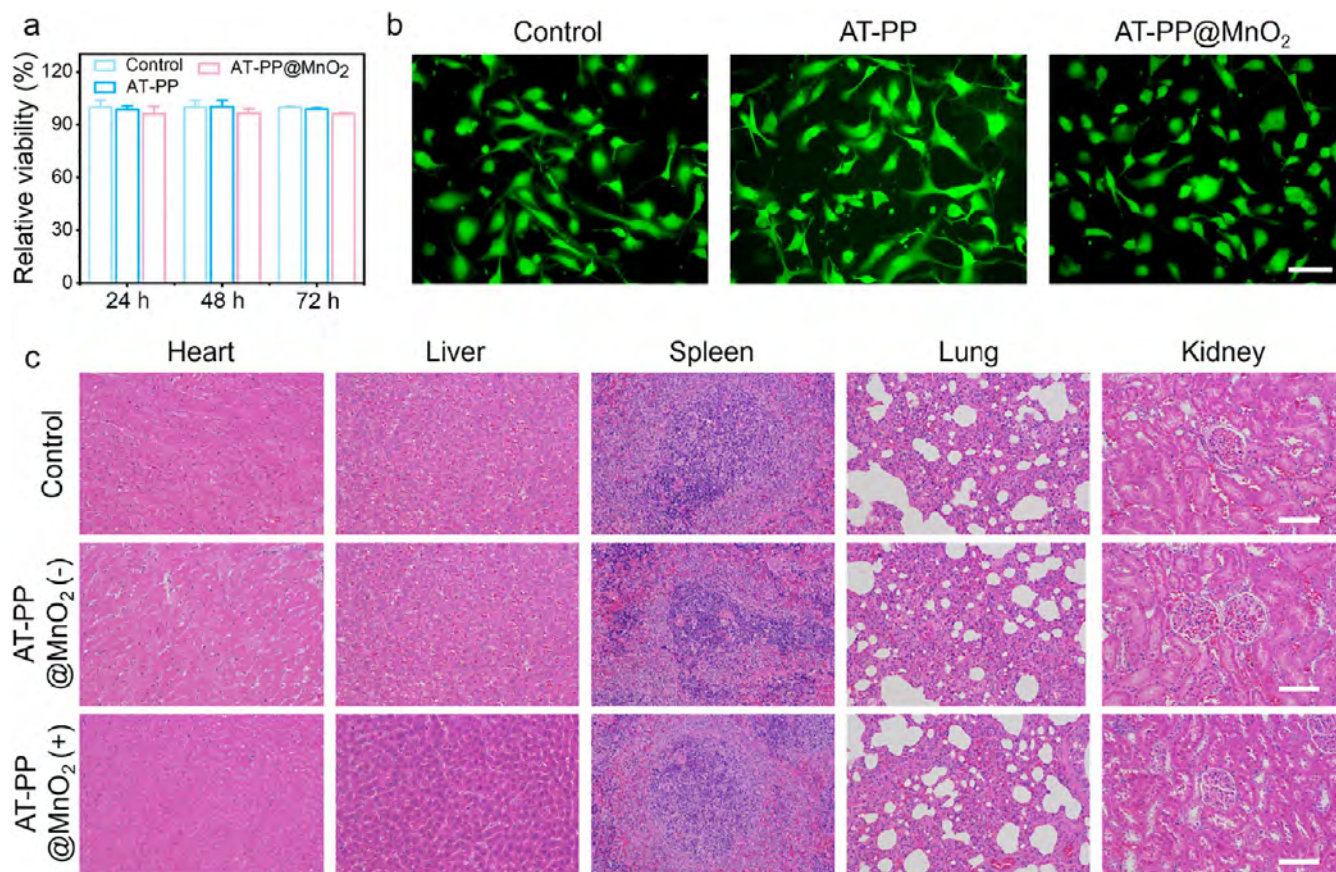 a
Relative viability (%)
120
90
60
30
0
Control
AT-PP
AT-PP@MnO₂
24 h
48 h
72 h
b
Control
AT-PP
AT-PP@MnO₂
c
Heart
Liver
Spleen
Lung
Kidney
Control
AT-PP
@MnO₂ (-)
AT-PP
@MnO₂ (+)